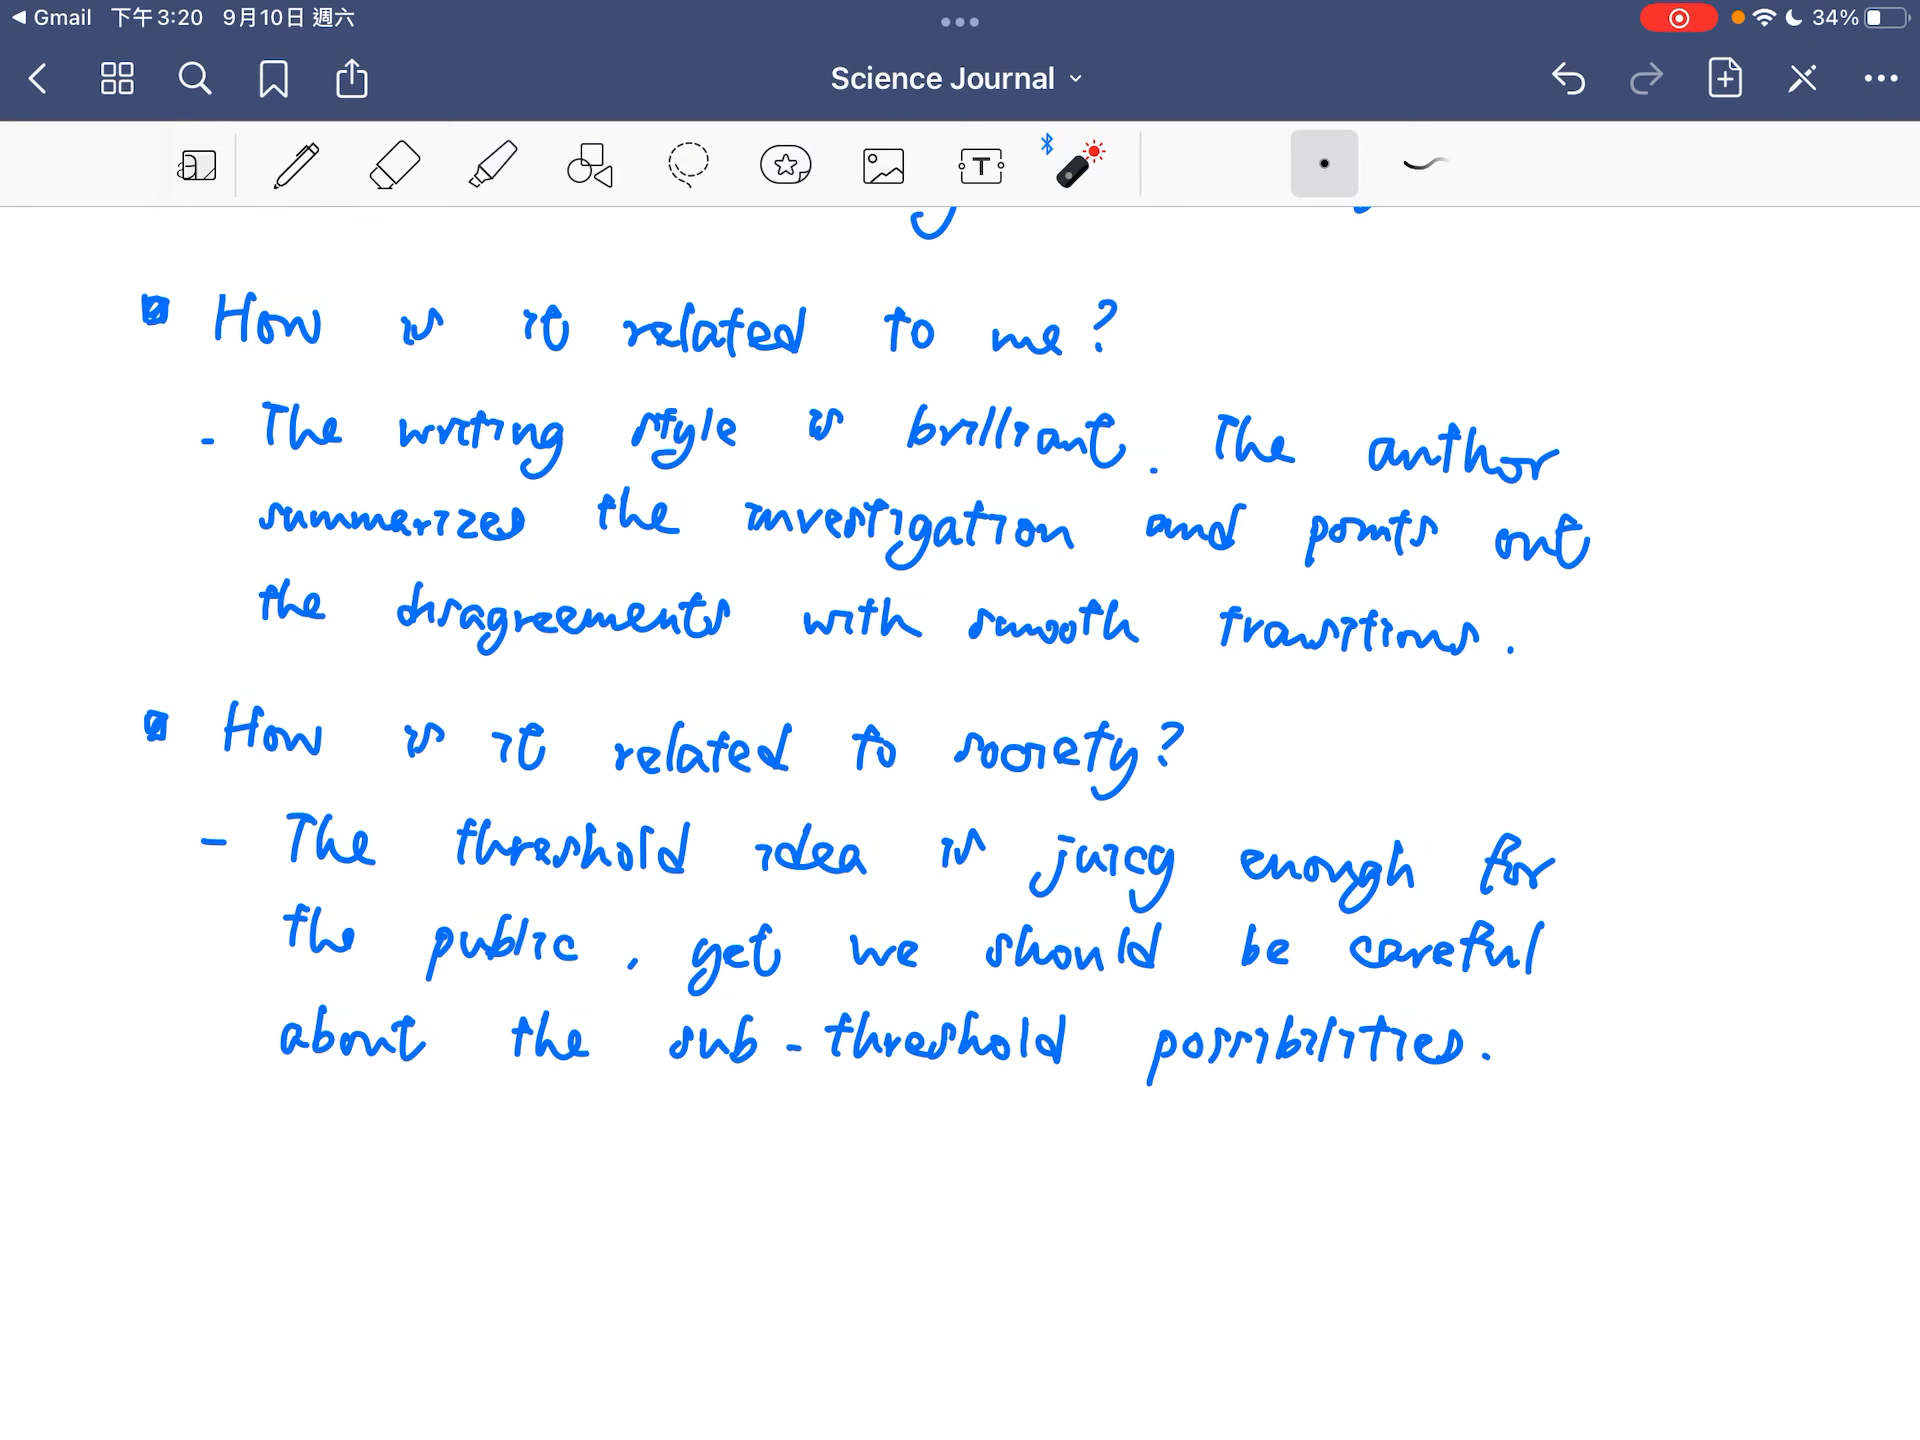 Gmail 下午3:20 9月10日 週六 34%
Science Journal
How is it related to me?
- The writing style is brilliant. The author
summarizes the investigation and points out
the disagreements with smooth transitions.
How is it related to society?
- The threshold idea is juicy enough for
the public, yet we should be careful
about the sub-threshold possibilities.